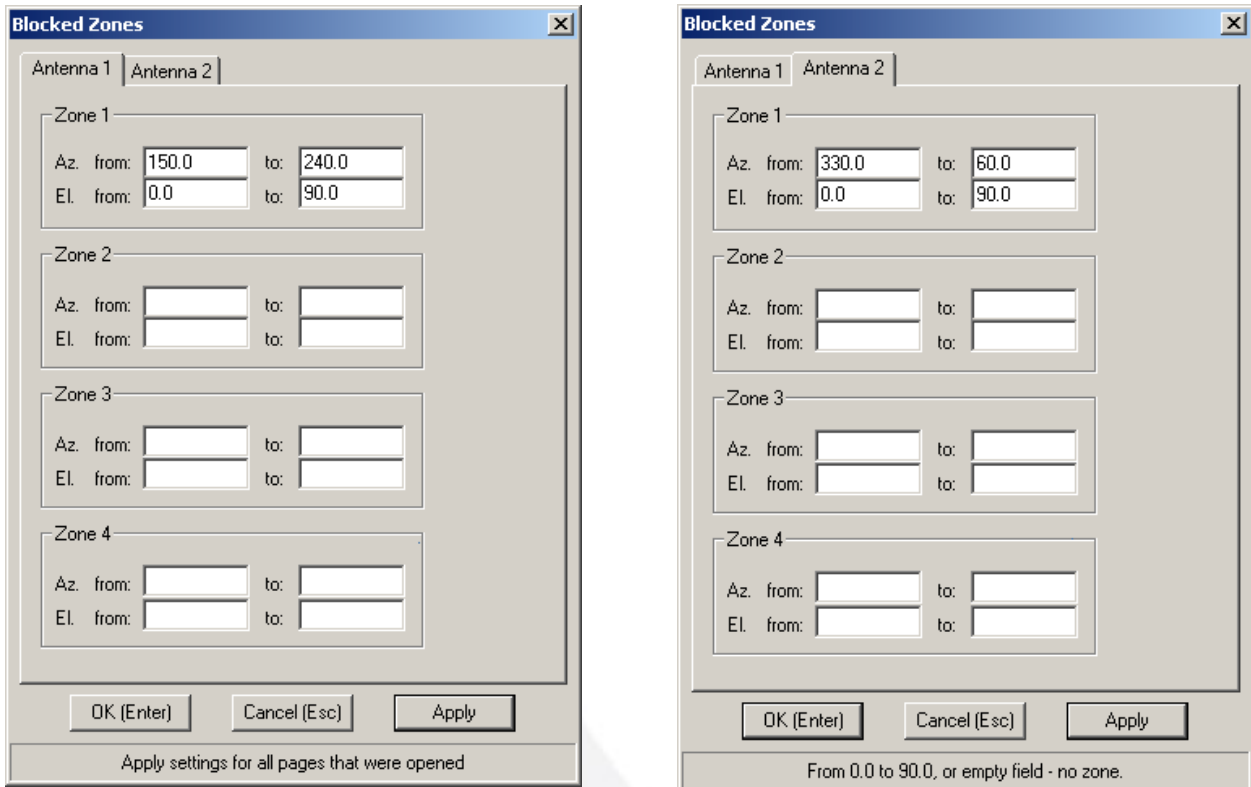 Blocked Zones
Antenna 1 Antenna 2
Zone 1
Az. from: 150.0 to: 240.0
El. from: 0.0 to: 90.0
Zone 2
Az. from: to:
El. from: to:
Zone 3
Az. from: to:
El. from: to:
Zone 4
Az. from: to:
El. from: to:
OK (Enter) Cancel (Esc) Apply
Apply settings for all pages that were opened
Blocked Zones
Antenna 1 Antenna 2
Zone 1
Az. from: 330.0 to: 60.0
El. from: 0.0 to: 90.0
Zone 2
Az. from: to:
El. from: to:
Zone 3
Az. from: to:
El. from: to:
Zone 4
Az. from: to:
El. from: to:
OK (Enter) Cancel (Esc) Apply
From 0.0 to 90.0, or empty field - no zone.